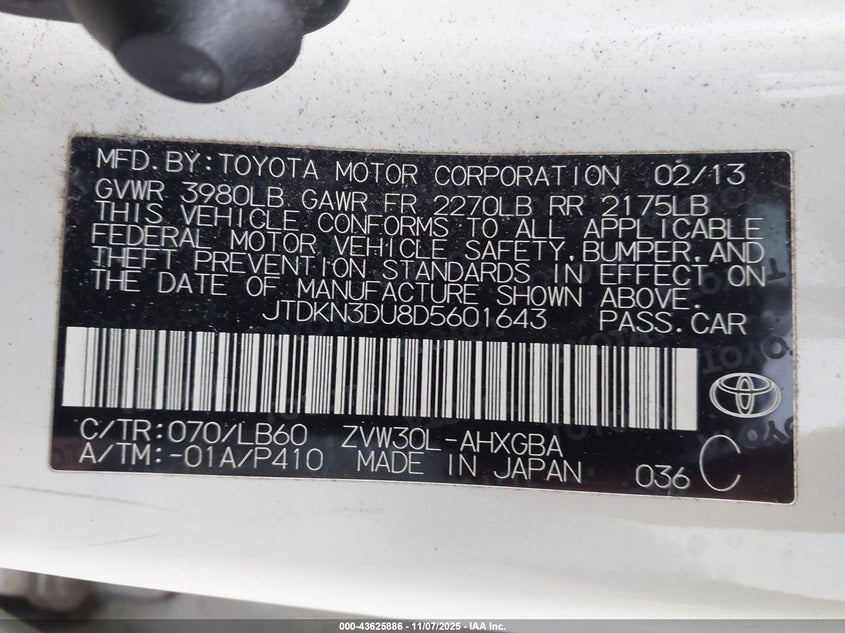 MFD.BY:TOYOTA MOTOR CORPORATION 02/13
GVWR 3980LB GAWR FR 2270LB RR 2175LB
THIS VEHICLE CONFORMS TO ALL APPLICABLE
FEDERAL MOTOR VEHICLE SAFETY,BUMPER,AND
THEFT PREVENTION STANDARDS IN EFFECT ON
THE DATE OF MANUFACTURE SHOWN ABOVE.
JTDKN3DU8D5601643 PASS.CAR
C/TR:070/LB60 ZVW30L-AHXGBA
A/TM:-01A/P410 MADE IN JAPAN 036 C
000-43625886 - 11/07/2025 - IAA Inc.